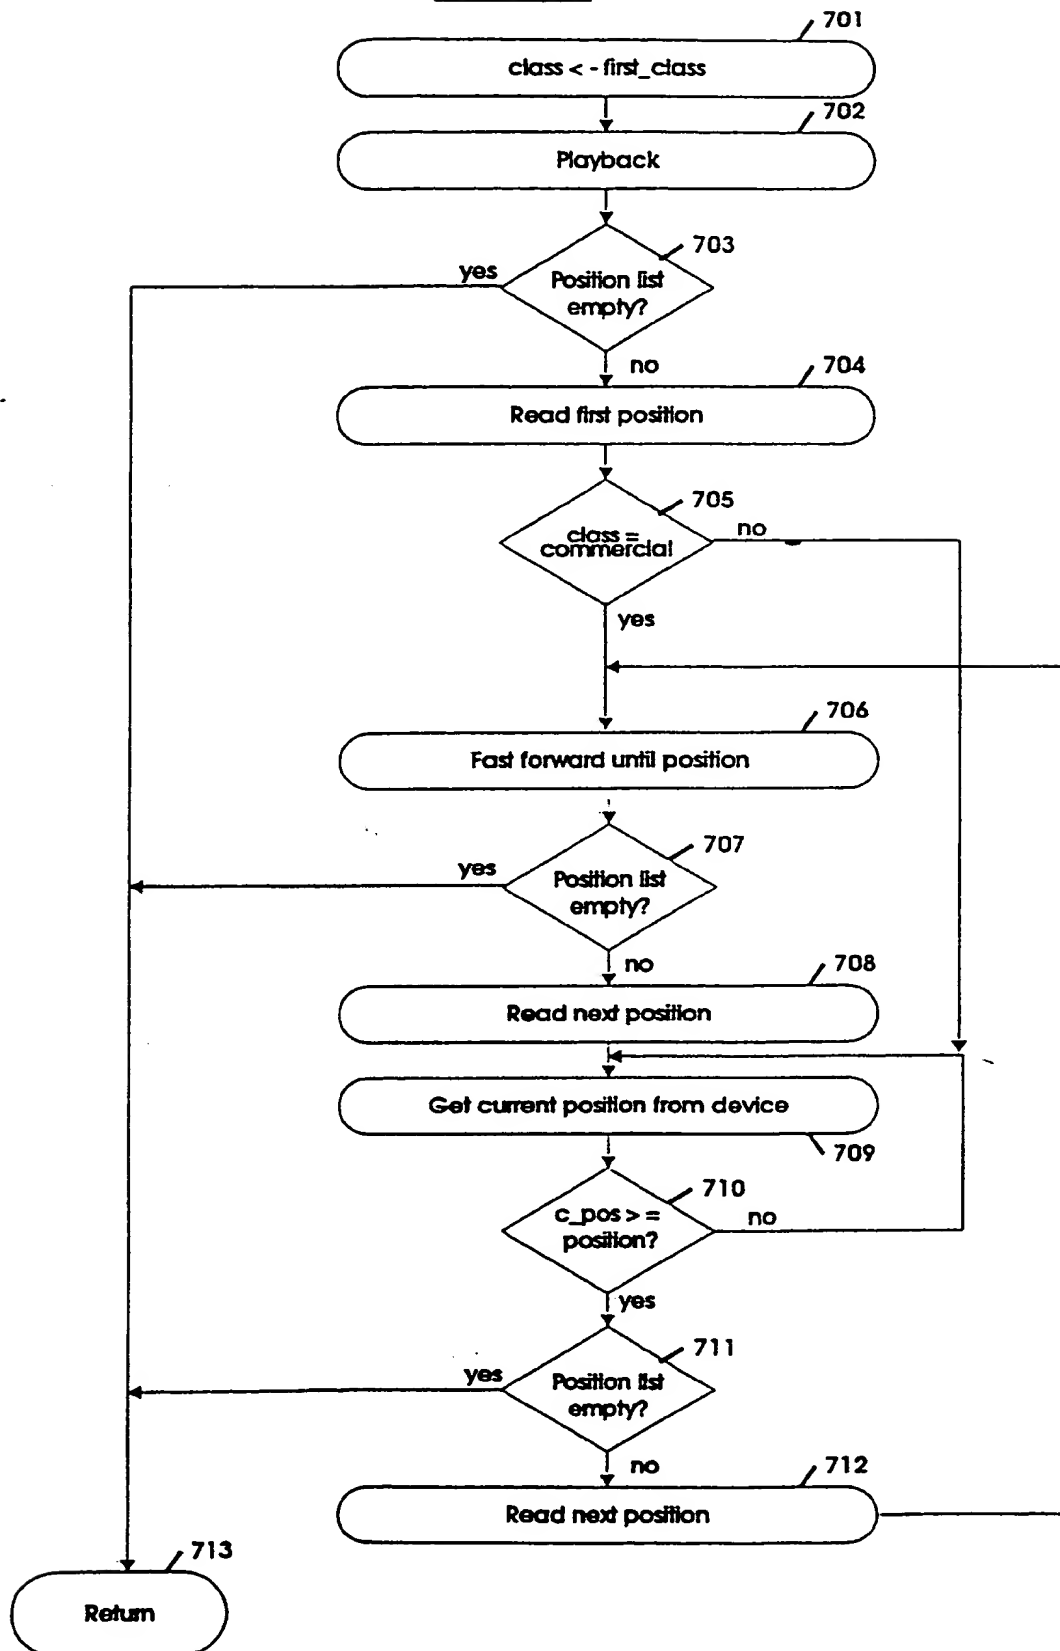 701
class < - first_class
702
Playback
703
yes
Position list
empty?
no
704
Read first position
705
class =
commercial
no
yes
706
Fast forward until position
707
yes
Position list
empty?
no
708
Read next position
Get current position from device
709
710
c_pos > =
position?
no
yes
711
yes
Position list
empty?
no
712
Read next position
713
Return